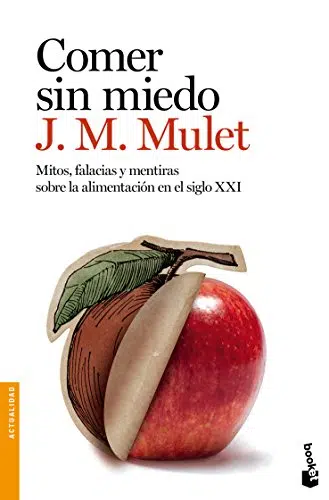 Comer
sin miedo
J. M. Mulet
Mitos, falacias y mentiras
sobre la alimentación en el siglo XXI
ACTUALIDAD
booket